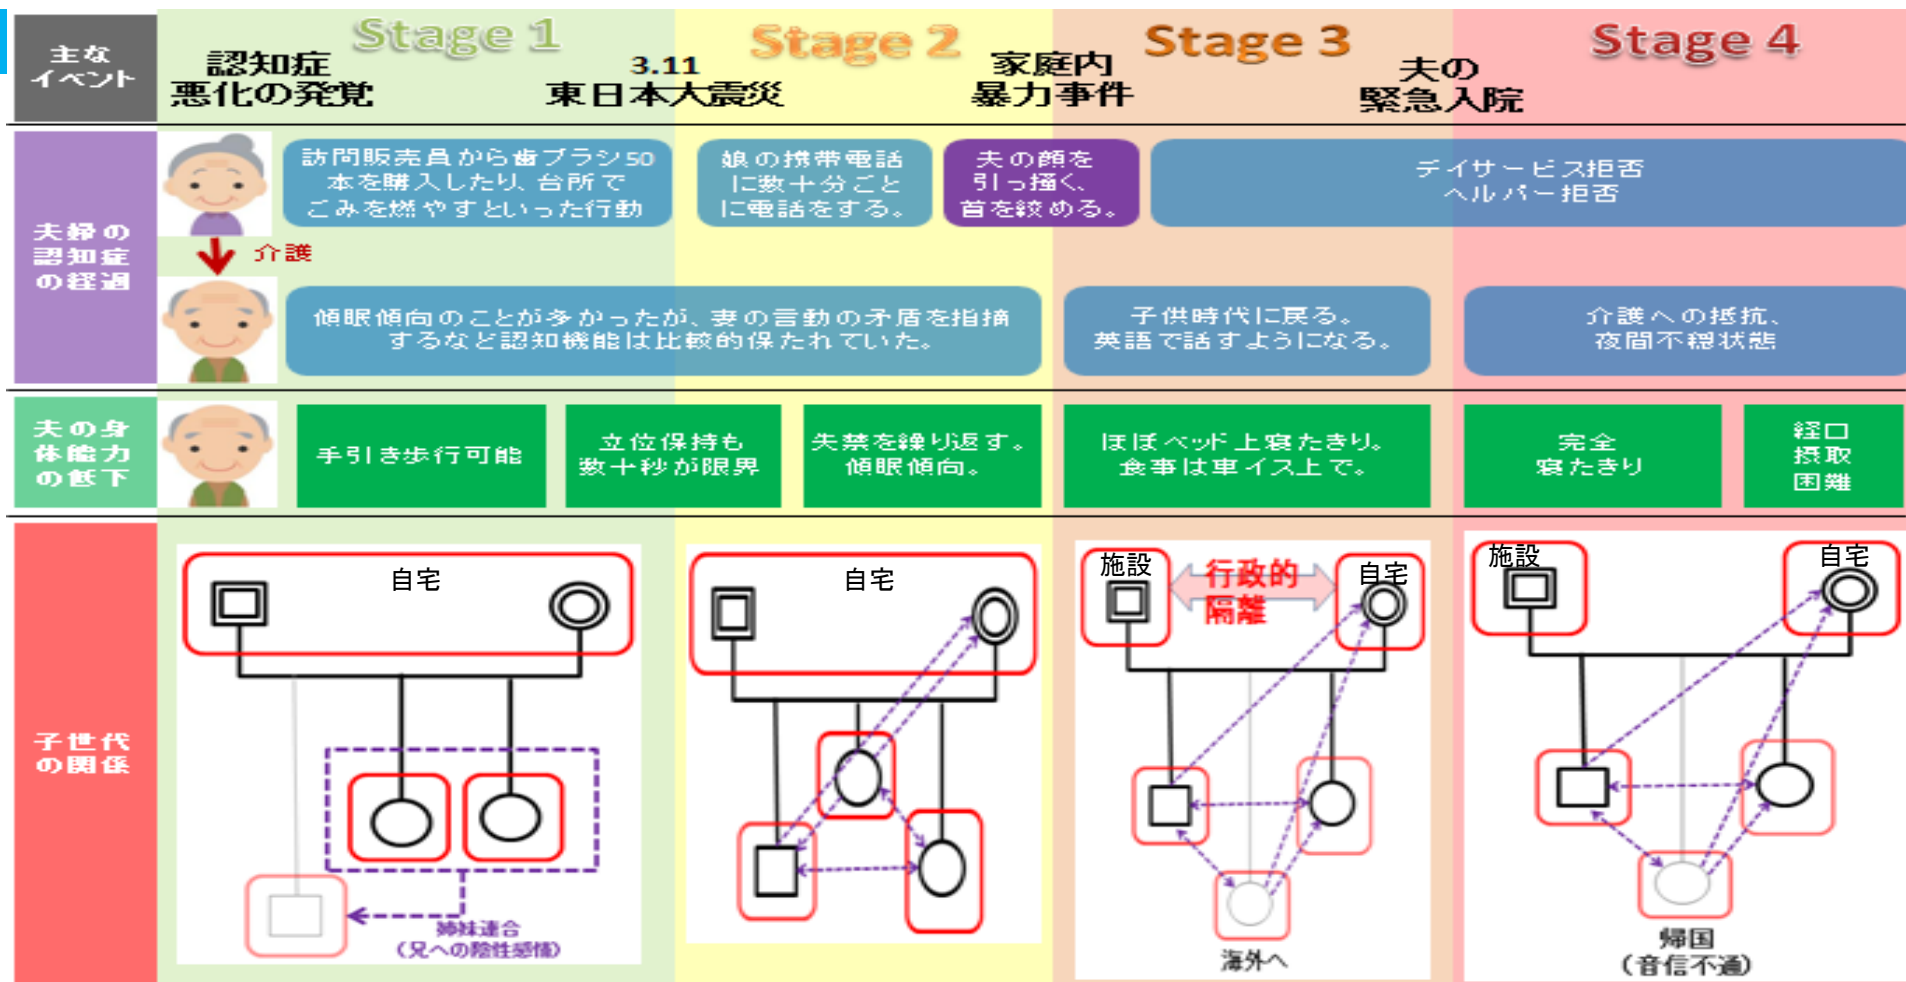 主な
イベント
Stage 1
Stage 2
Stage 3
Stage 4
認知症
悪化の発覚
3.11
東日本大震災
家庭内
暴力事件
夫の
緊急入院
夫婦の
認知症
の経過
訪問販売員から歯ブラシ50
本を購入したり、台所で
ごみを燃やすといった行動
娘の携帯電話
に数十分ごと
に電話をする。
夫の顔を
引っ掻く、
首を絞める。
デイサービス拒否
ヘルパー拒否
介護
傾眠傾向のことが多かったが、妻の言動の矛盾を指摘
するなど認知機能は比較的保たれていた。
子供時代に戻る。
英語で話すようになる。
介護への抵抗、
夜間不穏状態
夫の身
体能力
の低下
手引き歩行可能
立位保持も
数十秒が限界
失禁を繰り返す。
傾眠傾向。
ほぼベッド上寝たきり。
食事は車イス上で。
完全
寝たきり
経口
摂取
困難
子世代
の関係
自宅
姉妹連合
(兄への陰性感情)
自宅
施設
行政的
隔離
自宅
海外へ
施設
自宅
帰国
(音信不通)